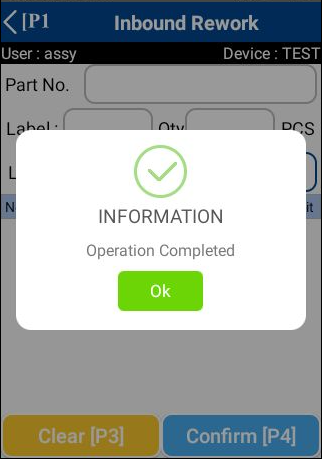 [P1 Inbound Rework
User : assy Device : TEST
Part No.
Label : Qty PCS
L
N it
INFORMATION
Operation Completed
Ok
Clear [P3] Confirm [P4]